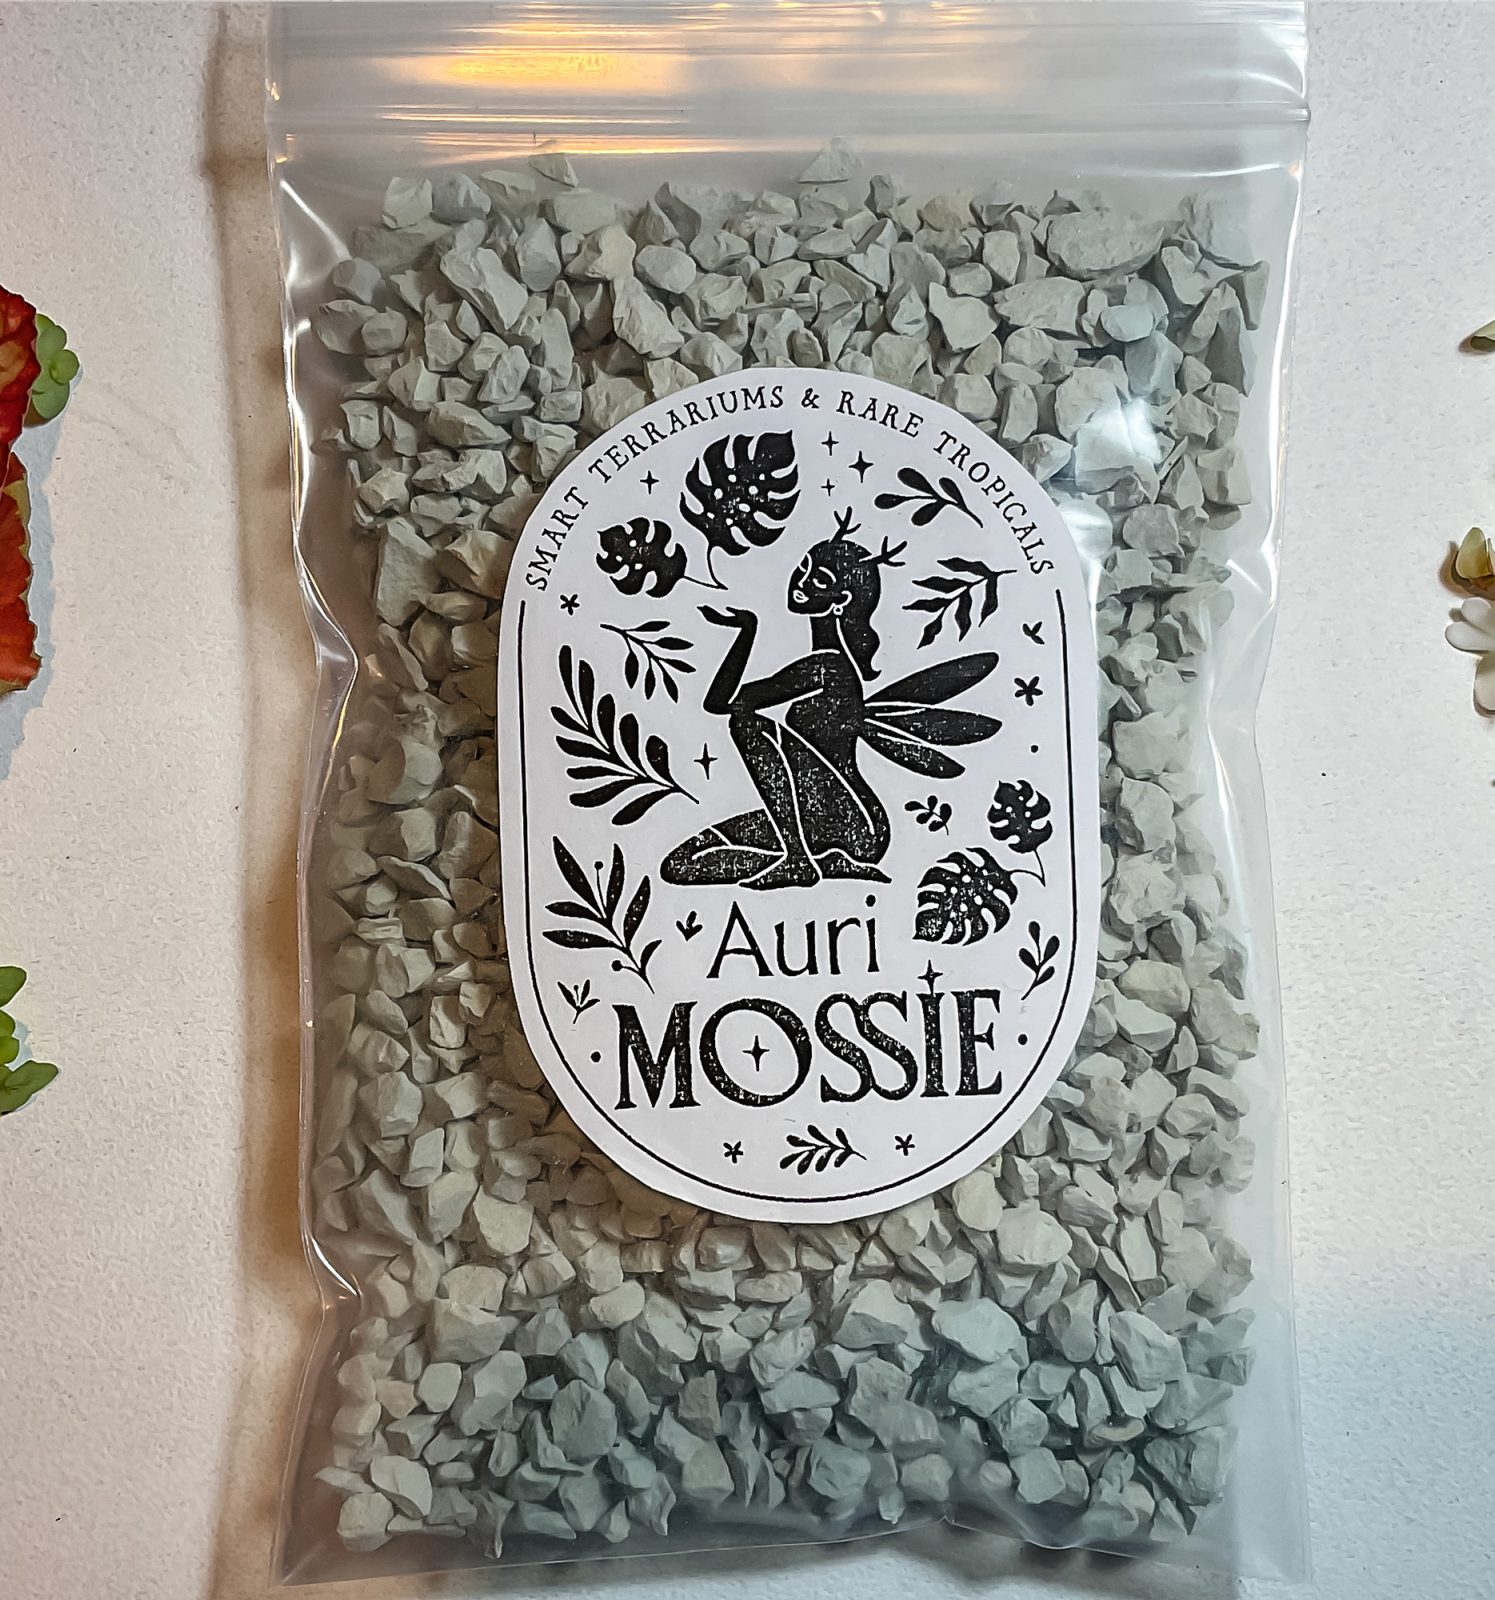 SMART TERRARIUMS & RARE TROPICALS
Auri
MOSSIE